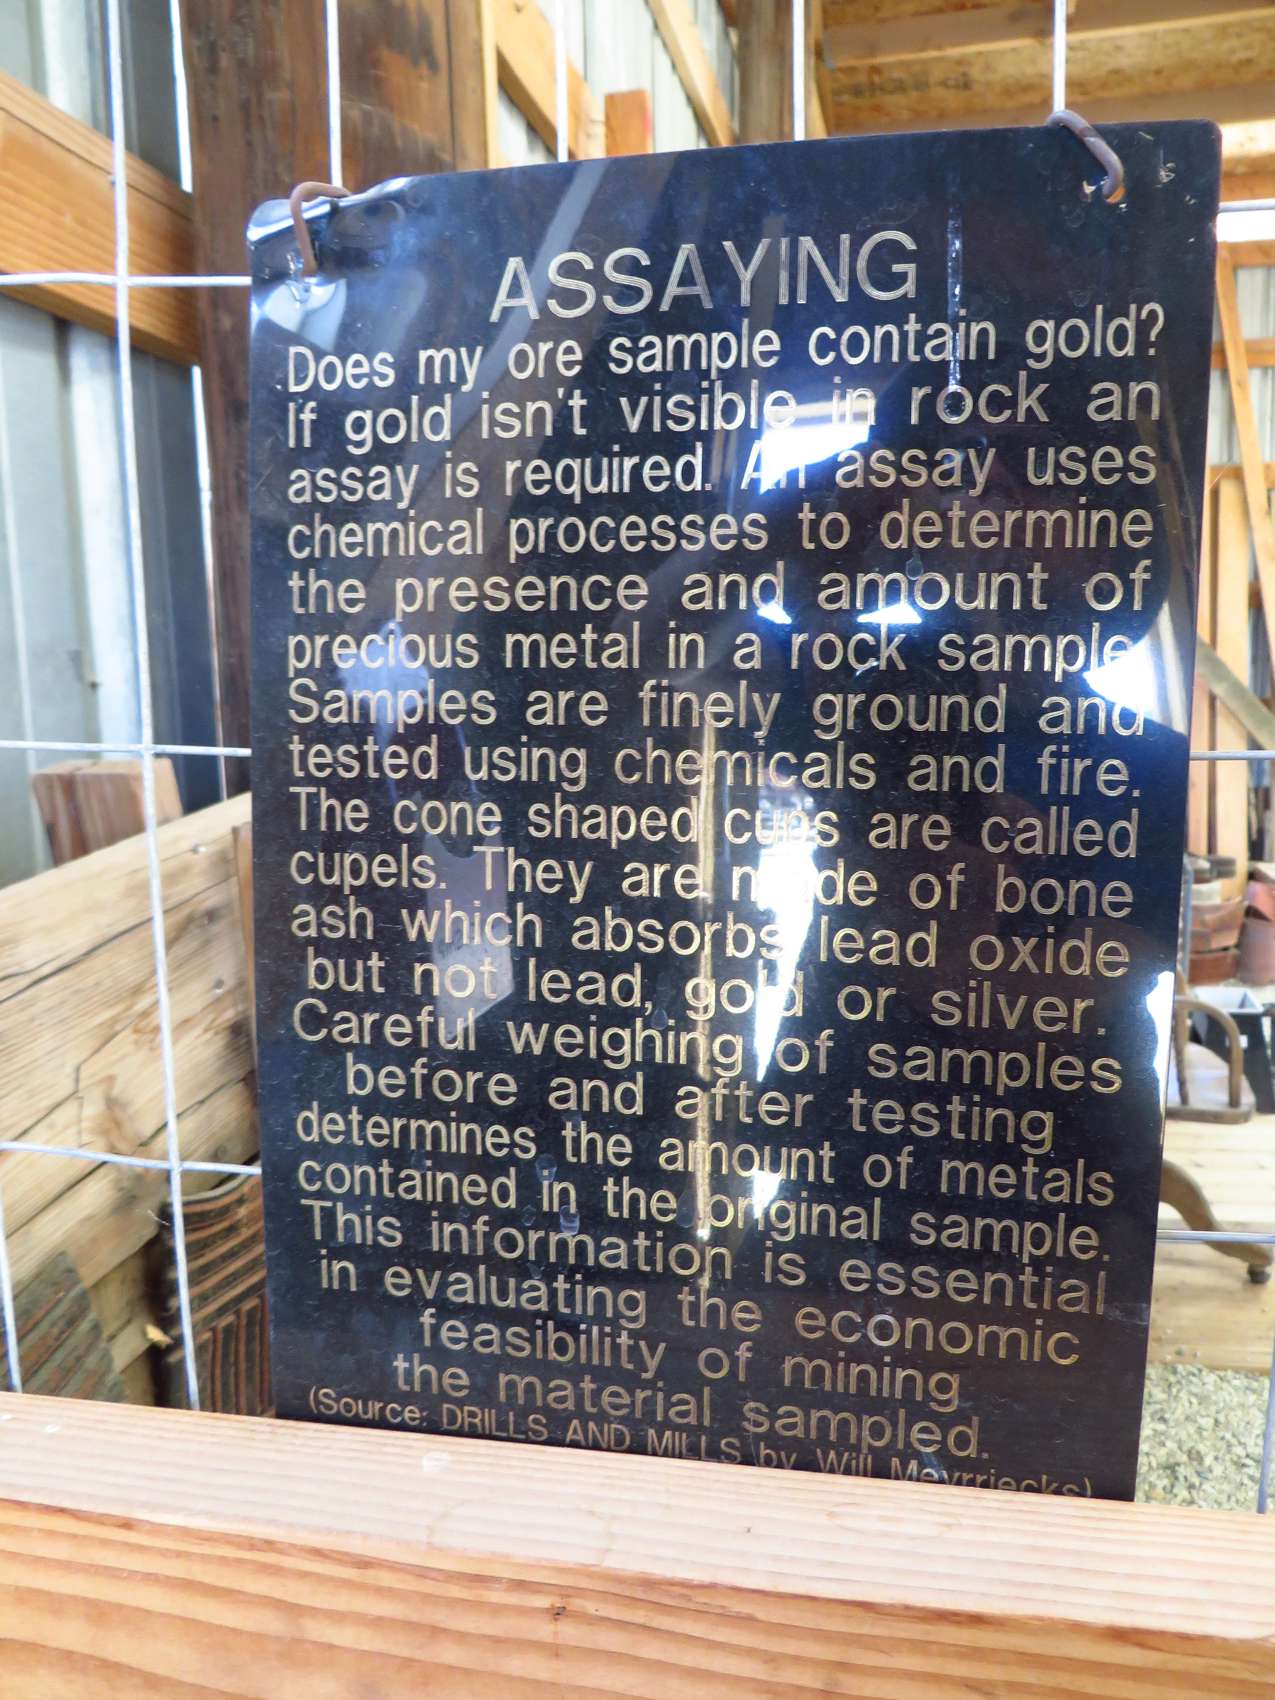 ASSAYING
Does my ore sample contain gold?
If gold isn't visible in rock an
assay is required. An assay uses
chemical processes to determine
the presence and amount of
precious metal in a rock sample
Samples are finely ground and
tested using chemicals and fire.
The cone shaped cups are called
cupels. They are made of bone
ash which absorbs lead oxide
but not lead, gold or silver.
Careful weighing of samples
before and after testing
determines the amount of metals
contained in the original sample.
This information is essential
in evaluating the economic
feasibility of mining
the material sampled.
(Source: DRILLS AND MILLS by Will Meyrriecks)